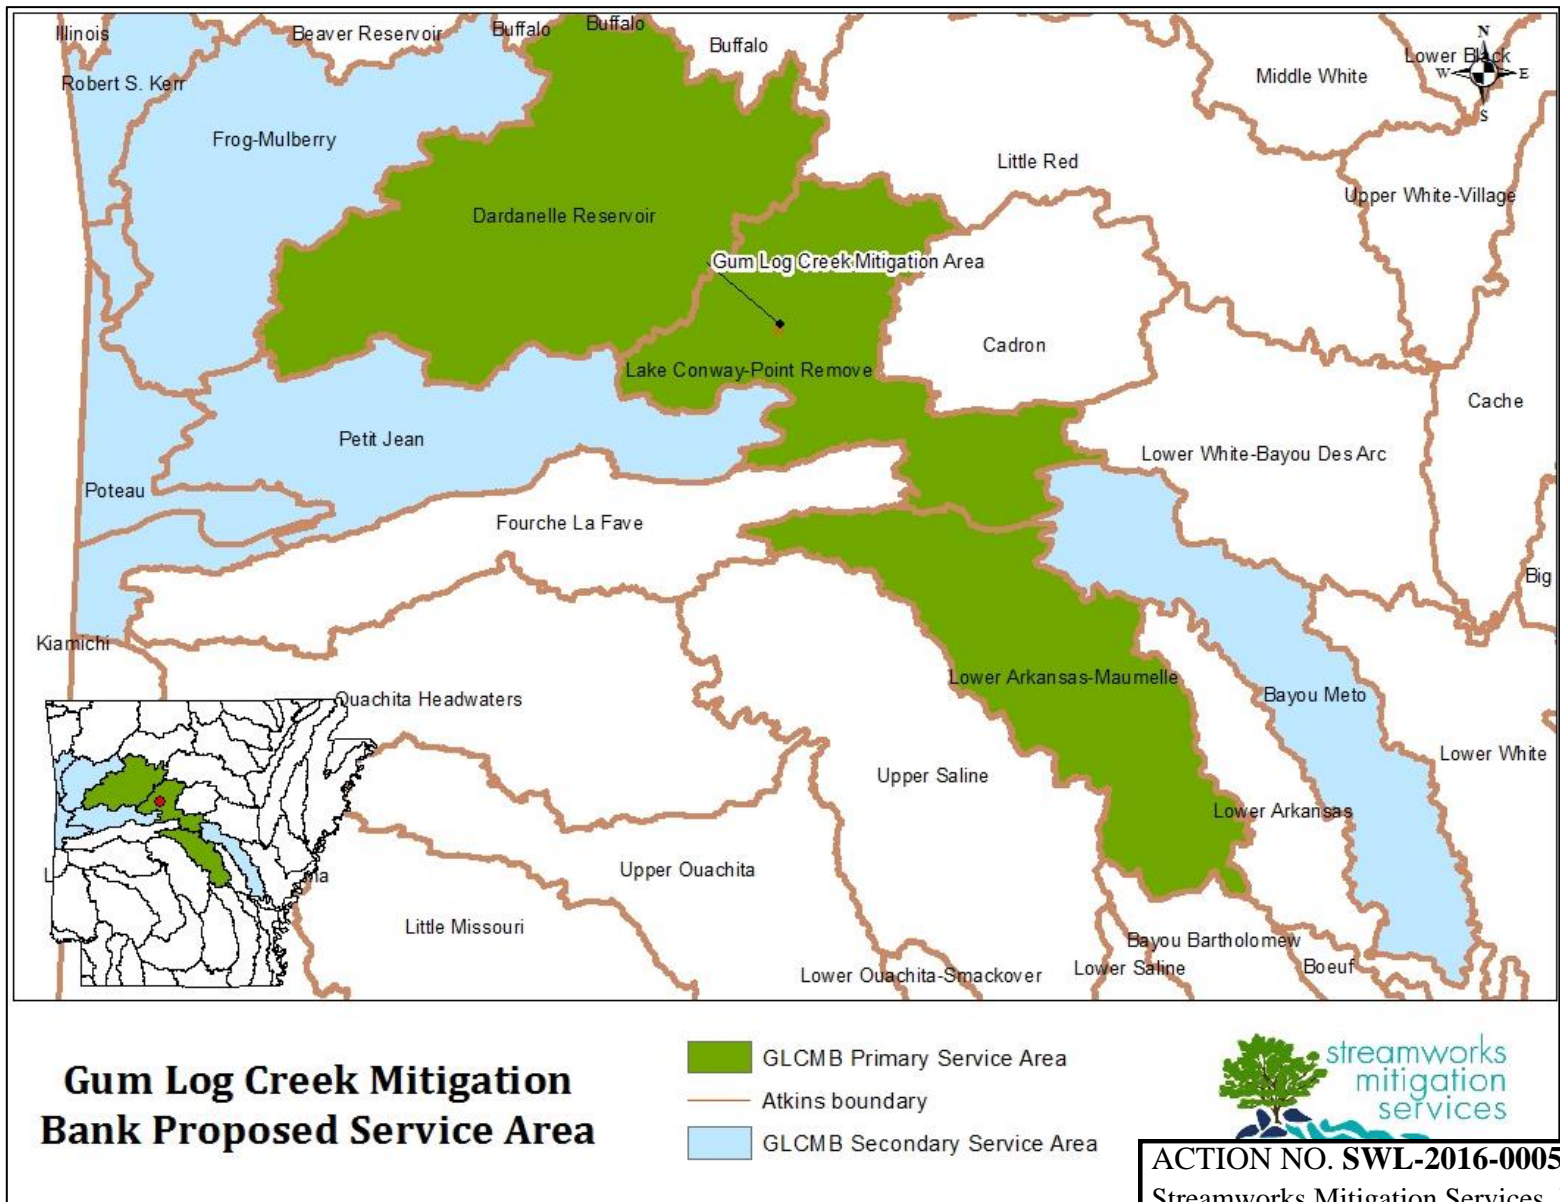 Illinois
Beaver Reservoir
Buffalo
Buffalo
Buffalo
N
Lower Black
W
E
S
Middle White
Robert S. Kerr
Frog-Mulberry
Little Red
Upper White-Village
Dardanelle Reservoir
Gum Log Creek Mitigation Area
Cadron
Lake Conway-Point Remove
Cache
Petit Jean
Lower White-Bayou Des Arc
Poteau
Fourche La Fave
Big
Kiamichi
Lower Arkansas-Maumelle
Bayou Meto
Ouachita Headwaters
Lower White
Upper Saline
Lower Arkansas
L
na
Upper Ouachita
Little Missouri
Bayou Bartholomew
Lower Ouachita-Smackover
Lower Saline
Boeuf
Gum Log Creek Mitigation
Bank Proposed Service Area
GLCMB Primary Service Area
Atkins boundary
GLCMB Secondary Service Area
streamworks
mitigation
services
ACTION NO. SWL-2016-0005
Streamworks Mitigation Services,